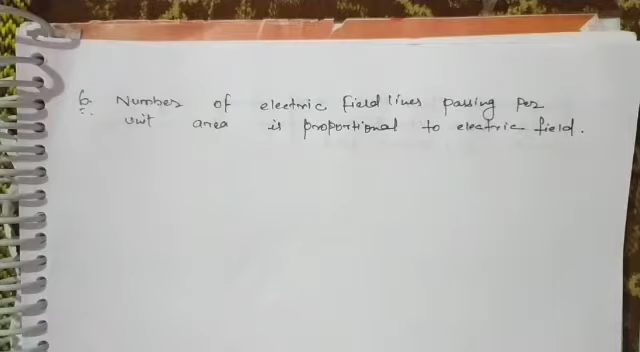 6. Number of electric field lines passing per
unit area is proportional to electric field.